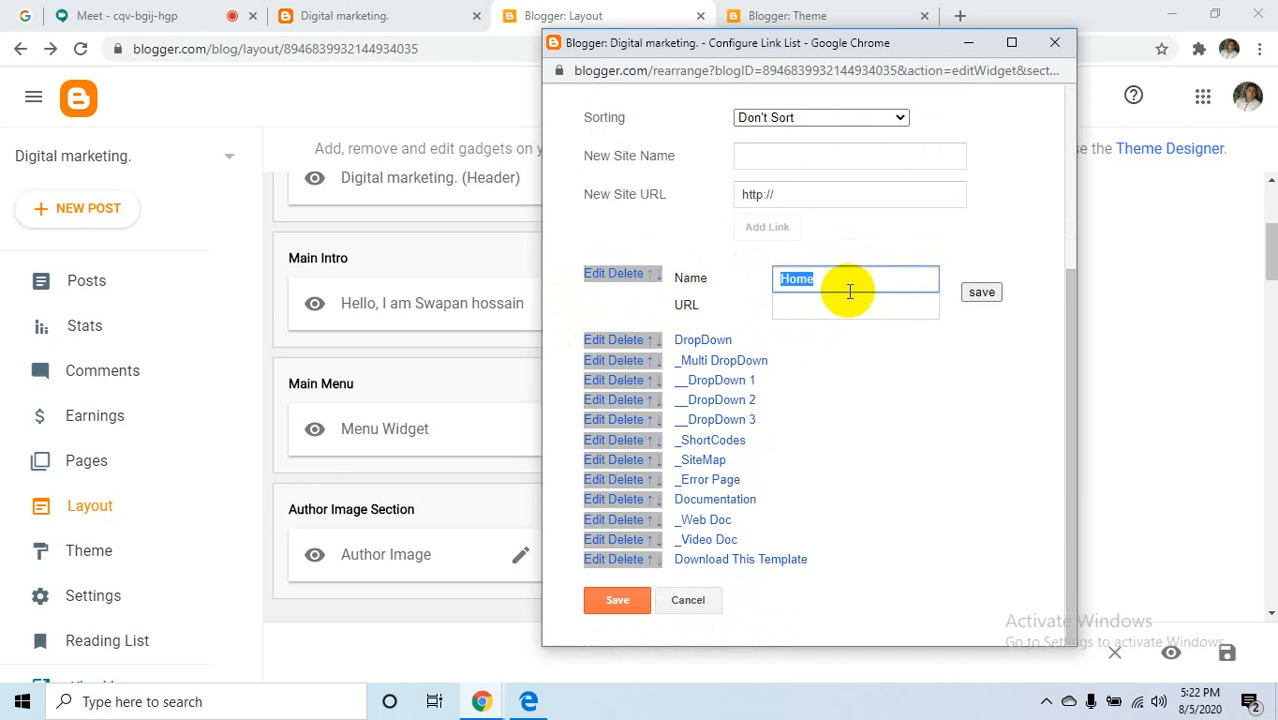 Meet - cqv-bgij-hgp
Digital marketing.
Blogger: Layout
Blogger: Theme
blogger.com/blog/layout/8946839932144934035
Blogger: Digital marketing. - Configure Link List - Google Chrome
blogger.com/rearrange?blogID=8946839932144934035&action=editWidget&sect...
Digital marketing.
NEW POST
Posts
Stats
Comments
Earnings
Pages
Layout
Theme
Settings
Reading List
Add, remove and edit gadgets on y
se the Theme Designer.
Digital marketing. (Header)
Main Intro
Hello, I am Swapan hossain
Main Menu
Menu Widget
Author Image Section
Author Image
Sorting
Don't Sort
New Site Name
New Site URL
http://
Add Link
Edit Delete ↑ ↓ Name Home
URL
save
Edit Delete ↑ ↓ DropDown
Edit Delete ↑ ↓ _Multi DropDown
Edit Delete ↑ ↓ __DropDown 1
Edit Delete ↑ ↓ __DropDown 2
Edit Delete ↑ ↓ __DropDown 3
Edit Delete ↑ ↓ _ShortCodes
Edit Delete ↑ ↓ _SiteMap
Edit Delete ↑ ↓ _Error Page
Edit Delete ↑ ↓ Documentation
Edit Delete ↑ ↓ _Web Doc
Edit Delete ↑ ↓ _Video Doc
Edit Delete ↑ ↓ Download This Template
Save Cancel
Activate Windows
Go to Settings to activate Windows.
Type here to search
5:22 PM
8/5/2020
2